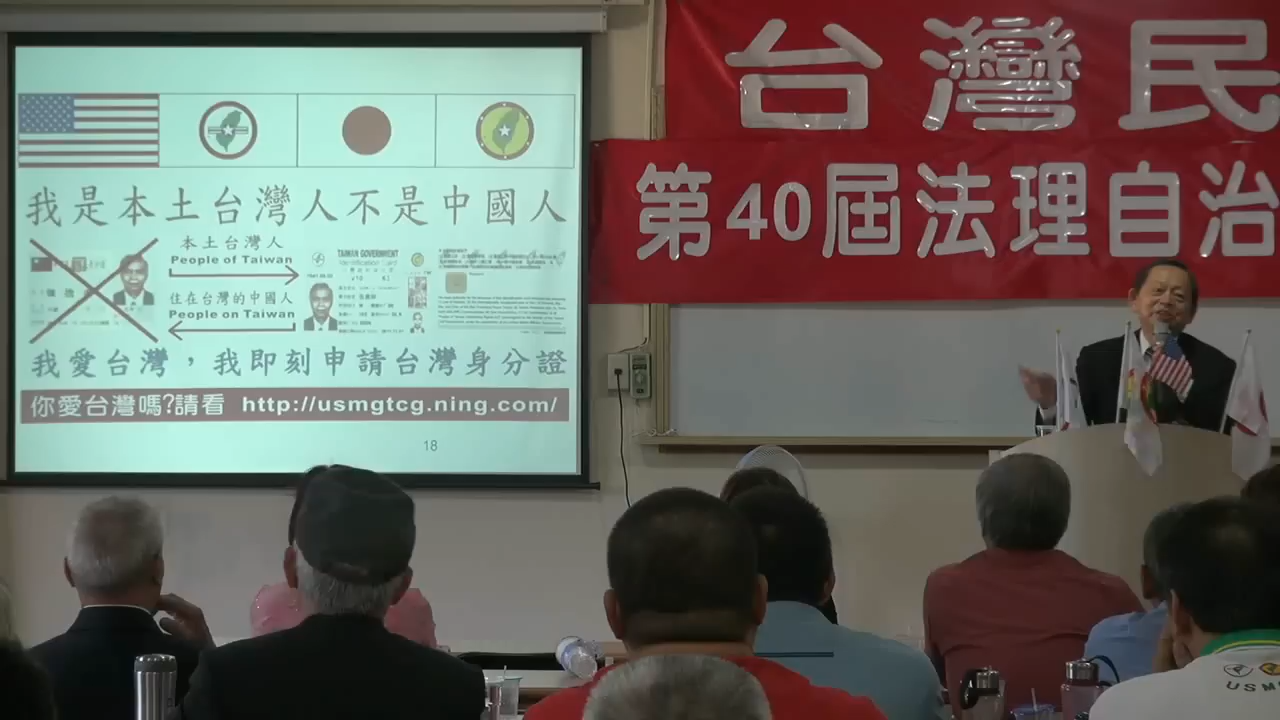 台灣民
第40屆法理自治
我是本土台灣人不是中國人
本土台灣人
People of Taiwan
住在台灣的中國人
People on Taiwan
TAIWAN GOVERNMENT
我愛台灣，我即刻申請台灣身分證
你愛台灣嗎?請看 http://usmgtcg.ning.com/
18
USM